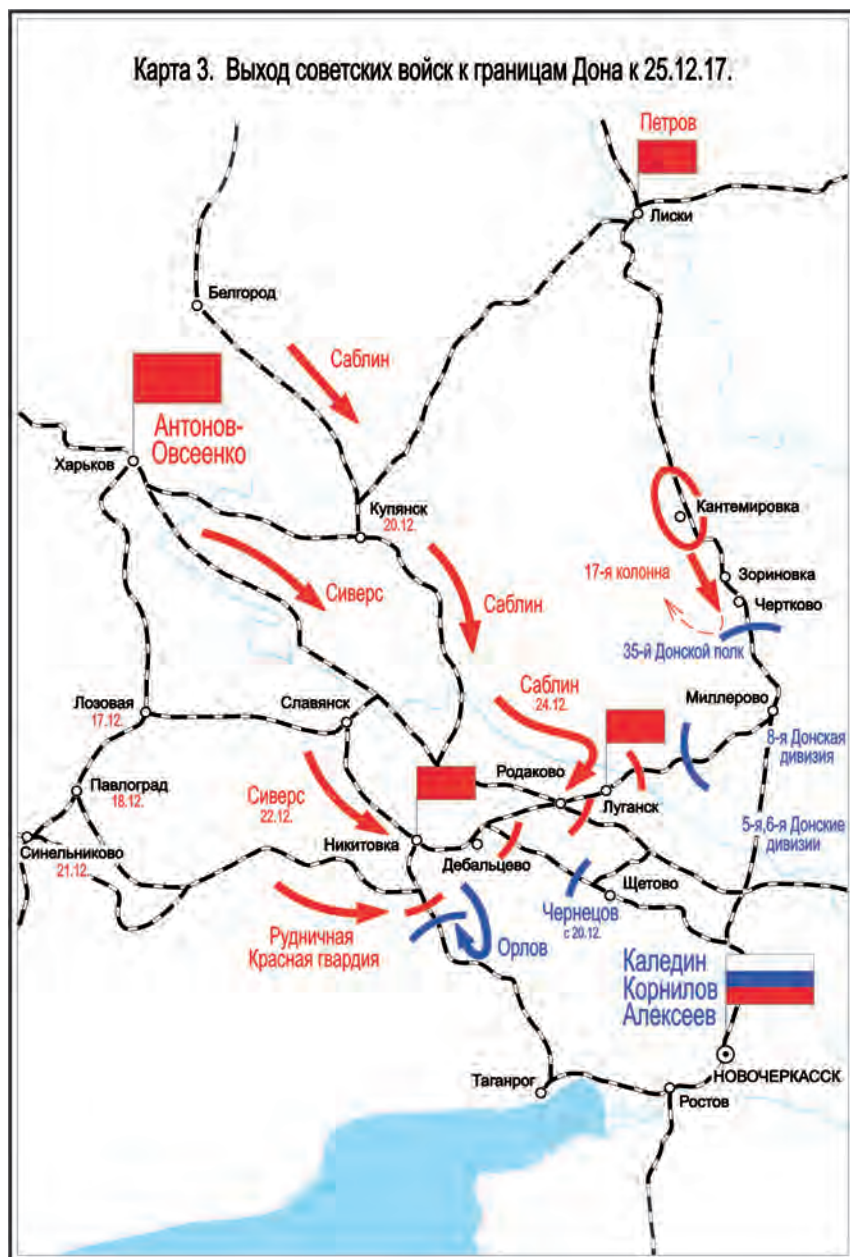 Карта 3. Выход советских войск к границам Дона к 25.12.17.
Петров
Лиски
Белгород
Саблин
Антонов-
Овсеенко
Харьков
Купянск
20.12.
Кантемировка
17-я колонна
Зориновка
Чертково
Сиверс
Саблин
35-й Донской полк
Саблин
24.12.
Лозовая
17.12.
Славянск
Миллерово
8-я Донская
дивизия
Павлоград
18.12.
Сиверс
22.12.
Родаково
Луганск
5-я,6-я Донские
дивизии
Синельниково
21.12.
Никитовка
Дебальцево
Щетово
Чернецов
с 20.12.
Рудничная
Красная гвардия
Орлов
Каледин
Корнилов
Алексеев
НОВОЧЕРКАССК
Таганрог
Ростов